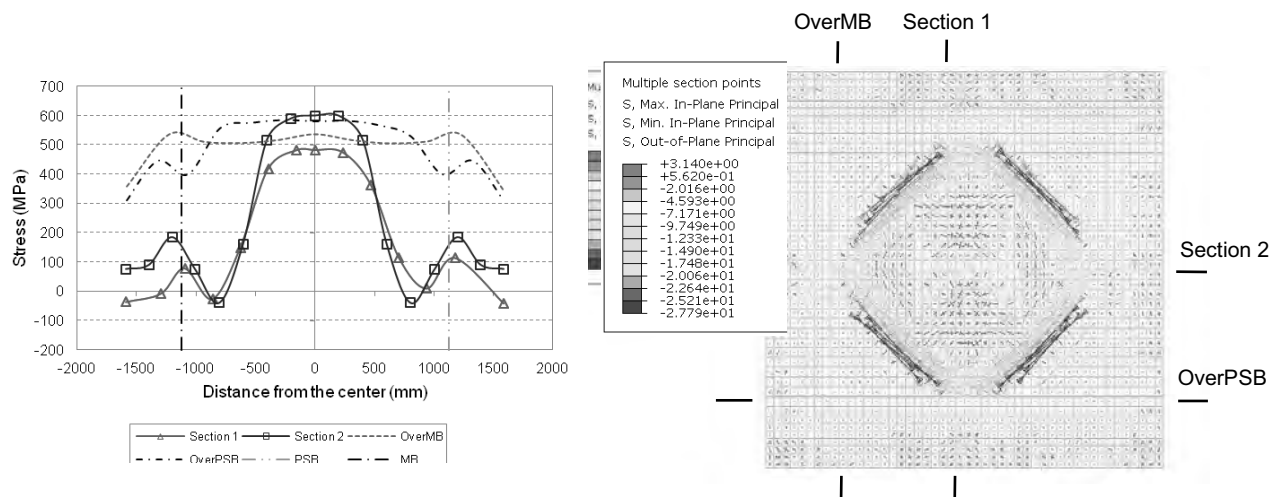 OverMB Section 1
700
600
500
400
300
200
100
0
-100
-200
Stress (MPa)
-2000 -1500 -1000 -500 0 500 1000 1500 2000
Distance from the center (mm)
Section 1 Section 2 OverMB
OverPSB PSB MB
Multiple section points
S, Max. In-Plane Principal
S, Min. In-Plane Principal
S, Out-of-Plane Principal
+3.140e+00
+5.620e-01
-2.016e+00
-4.593e+00
-7.171e+00
-9.749e+00
-1.233e+01
-1.490e+01
-1.748e+01
-2.006e+01
-2.264e+01
-2.521e+01
-2.779e+01
Mu
S,
S,
S,
Section 2
OverPSB